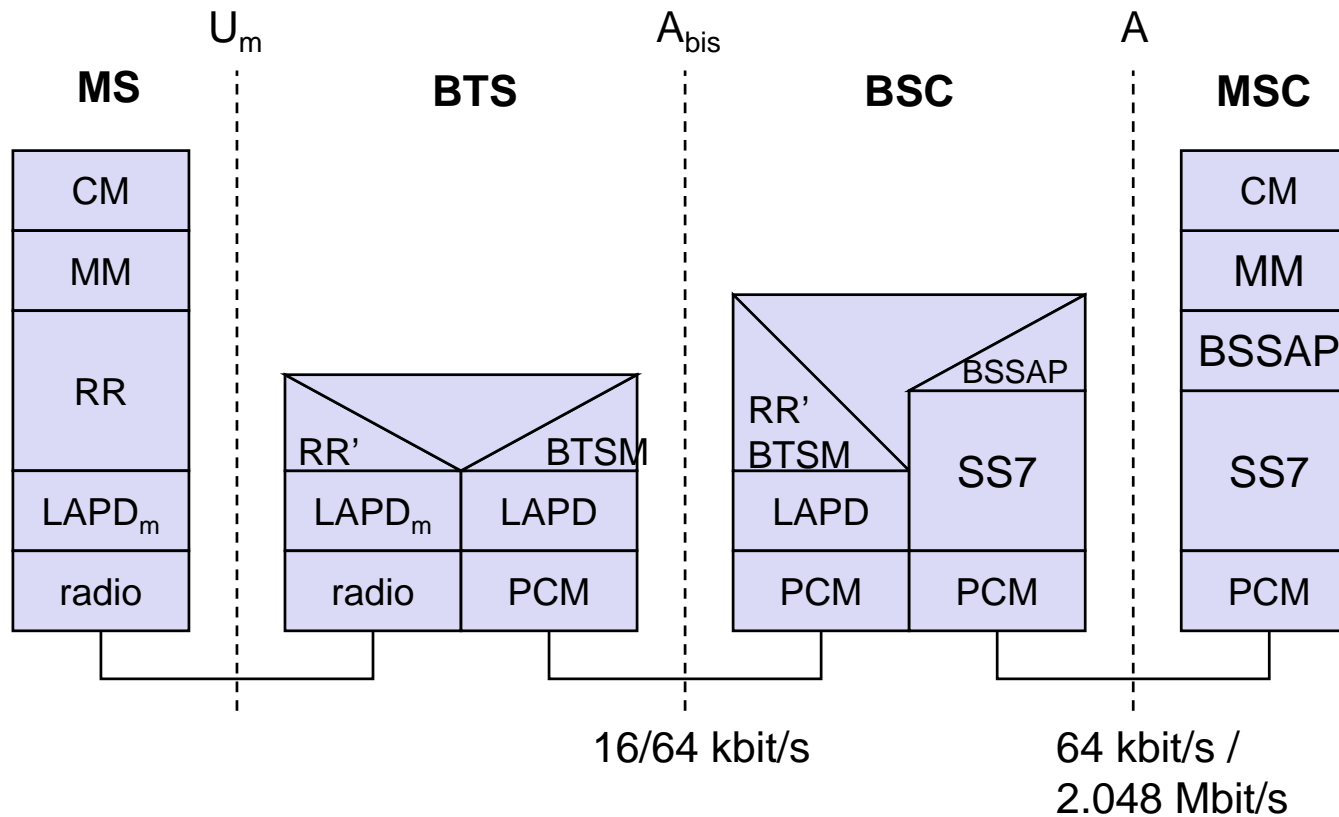 Um
Abis
A
MS
BTS
BSC
MSC
CM
MM
RR
LAPDm
radio
RR’
BTSM
LAPDm
LAPD
radio
PCM
RR’
BTSM
BSSAP
LAPD
SS7
PCM
PCM
CM
MM
BSSAP
SS7
PCM
16/64 kbit/s
64 kbit/s /
2.048 Mbit/s